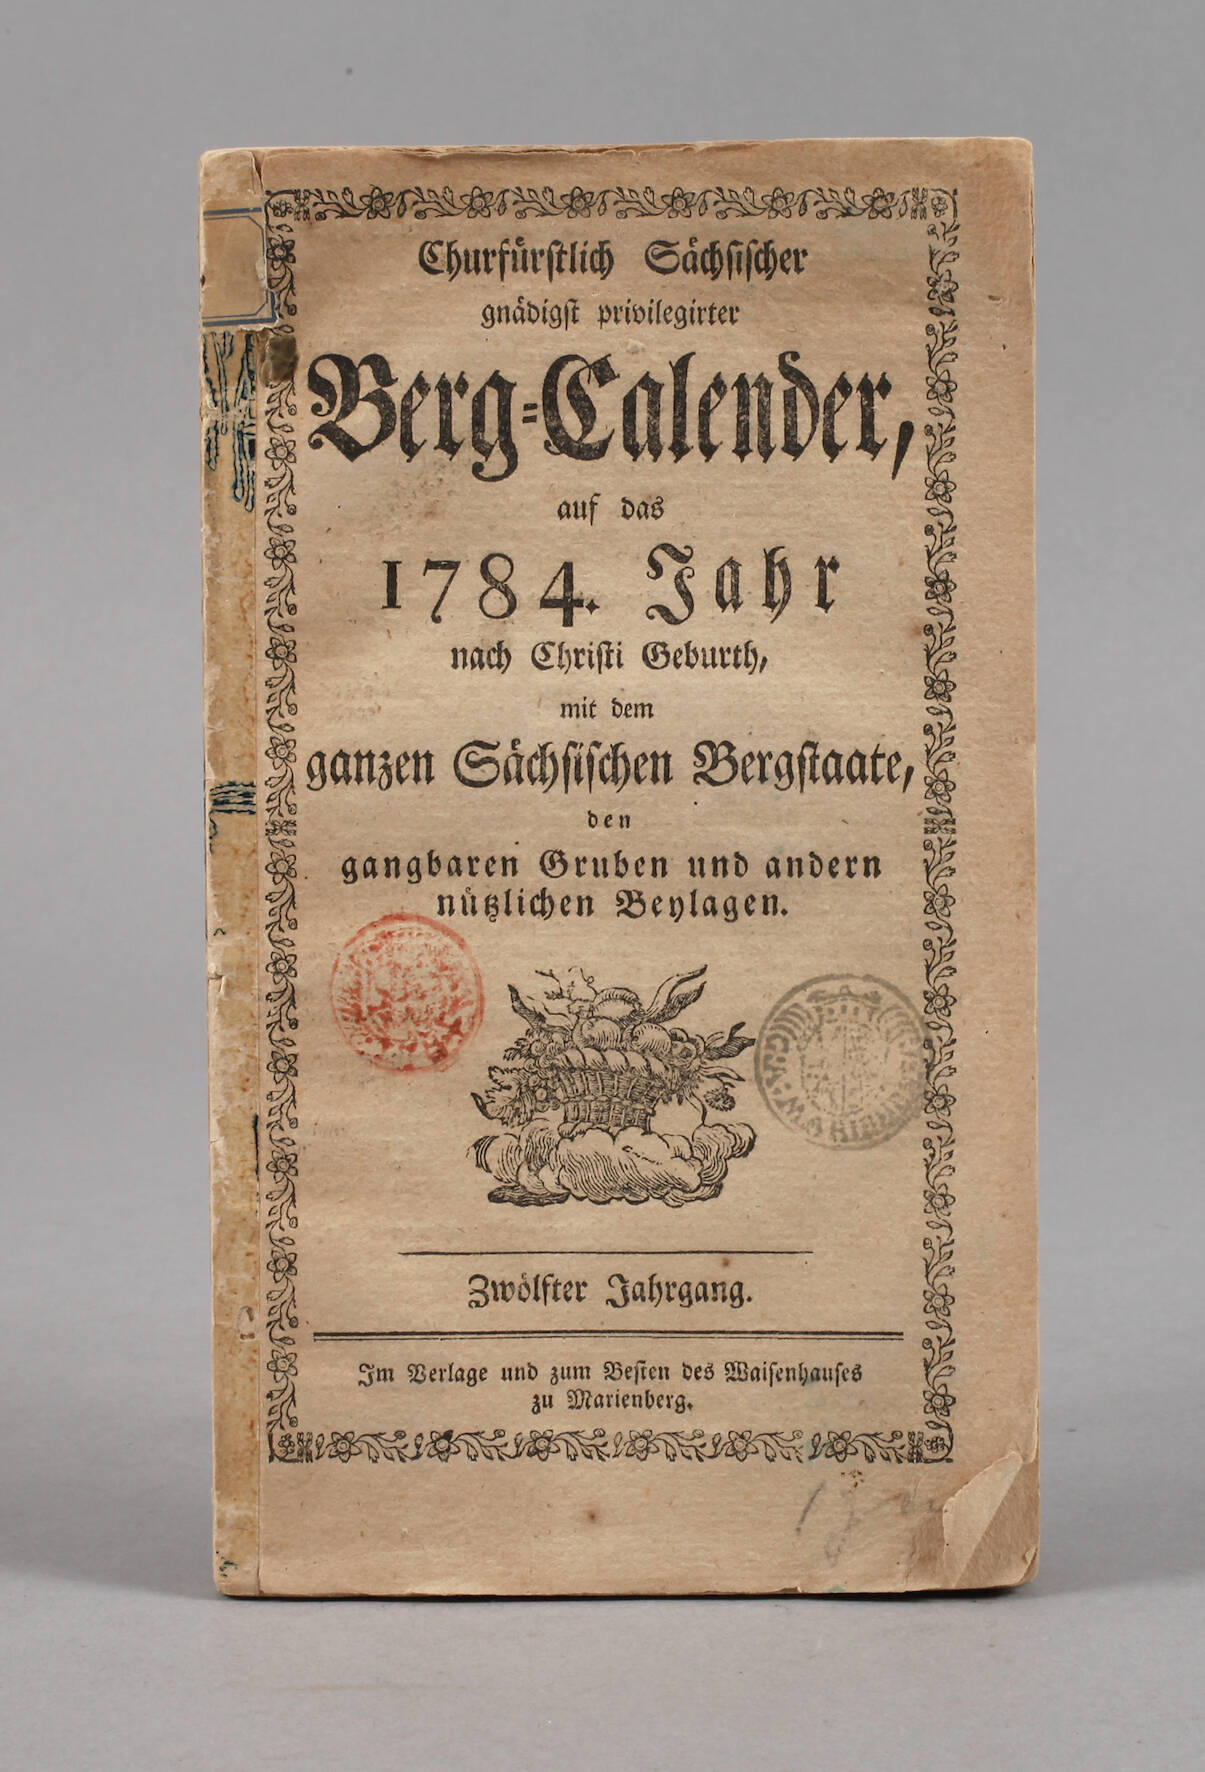 Churfürstlich Sächsischer
gnädigst privilegirter
Berg-Calender,
auf das
1784. Jahr
nach Christi Geburth,
mit dem
ganzen Sächsischen Bergstaate,
den
gangbaren Gruben und andern
nützlichen Beylagen.
Zwölfter Jahrgang.
Im Verlage und zum Besten des Waisenhauses
zu Marienberg.